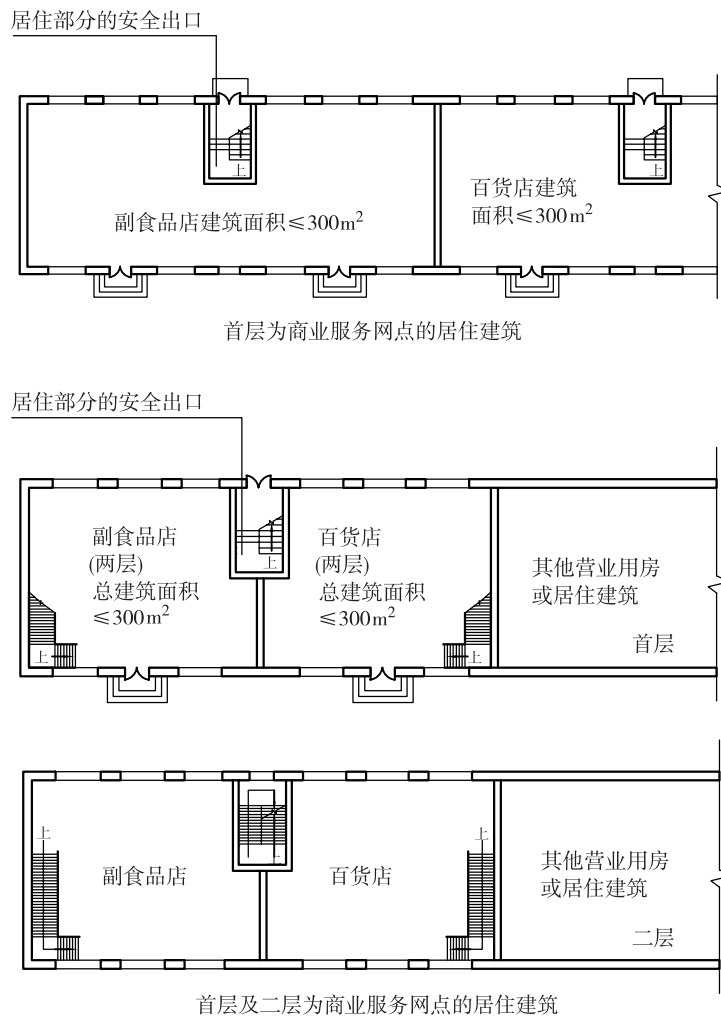 居住部分的安全出口
上
上
百货店建筑
面积≤300m²
副食品店建筑面积≤300m²
首层为商业服务网点的居住建筑
居住部分的安全出口
上
副食品店
(两层)
总建筑面积
≤300m²
百货店
(两层)
总建筑面积
≤300m²
其他营业用房
或居住建筑
首层
上
上
上
上
上
副食品店
百货店
其他营业用房
或居住建筑
二层
首层及二层为商业服务网点的居住建筑